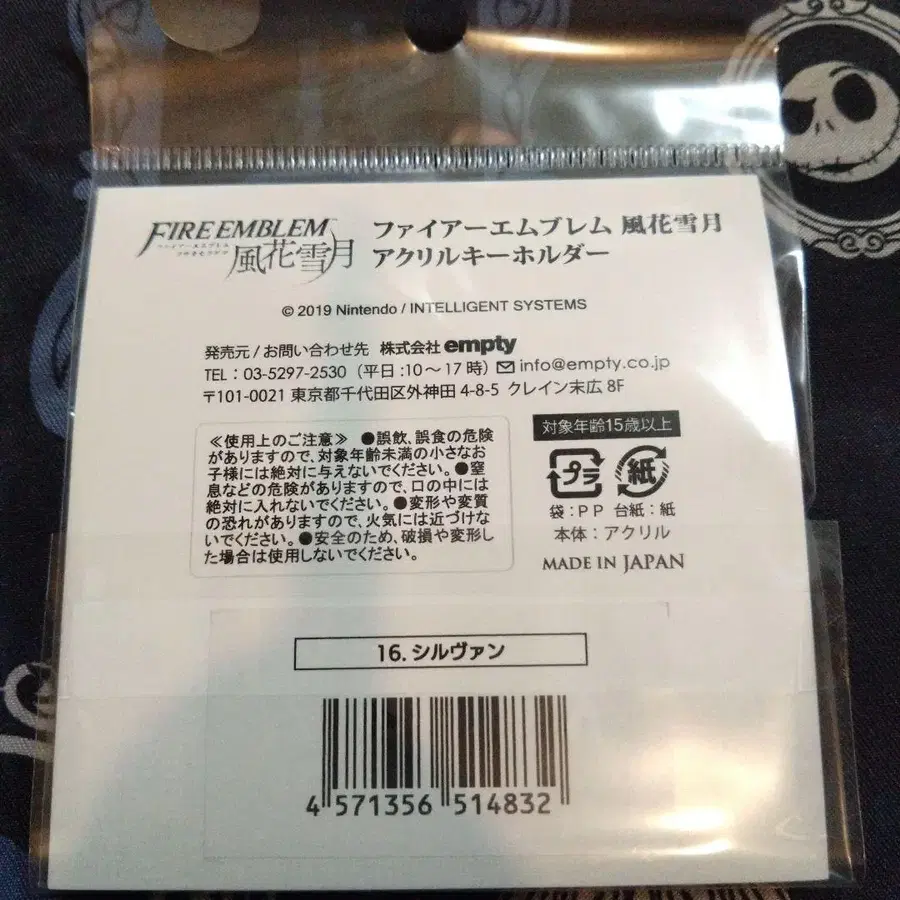 FIRE EMBLEM
ファイアーエムブレム
風花雪月
ファイアーエムブレム 風花雪月
アクリルキーホルダー
© 2019 Nintendo / INTELLIGENT SYSTEMS
発売元/お問い合わせ先 株式会社empty
TEL：03-5297-2530（平日：10～17時）info@empty.co.jp
〒101-0021 東京都千代田区外神田4-8-5 クレイン末広8F
≪使用上のご注意≫ ●誤飲、誤食の危険
がありますので、対象年齢未満の小さなお
子様には絶対に与えないでください。●窒
息などの危険がありますので、口の中には
絶対に入れないでください。●変形や変質
の恐れがありますので、火気には近づけな
いでください。●安全のため、破損や変形し
た場合は使用しないでください。
対象年齢15歳以上
プラ 紙
袋：PP 台紙：紙
本体：アクリル
MADE IN JAPAN
16. シルヴァン
4 571356 514832